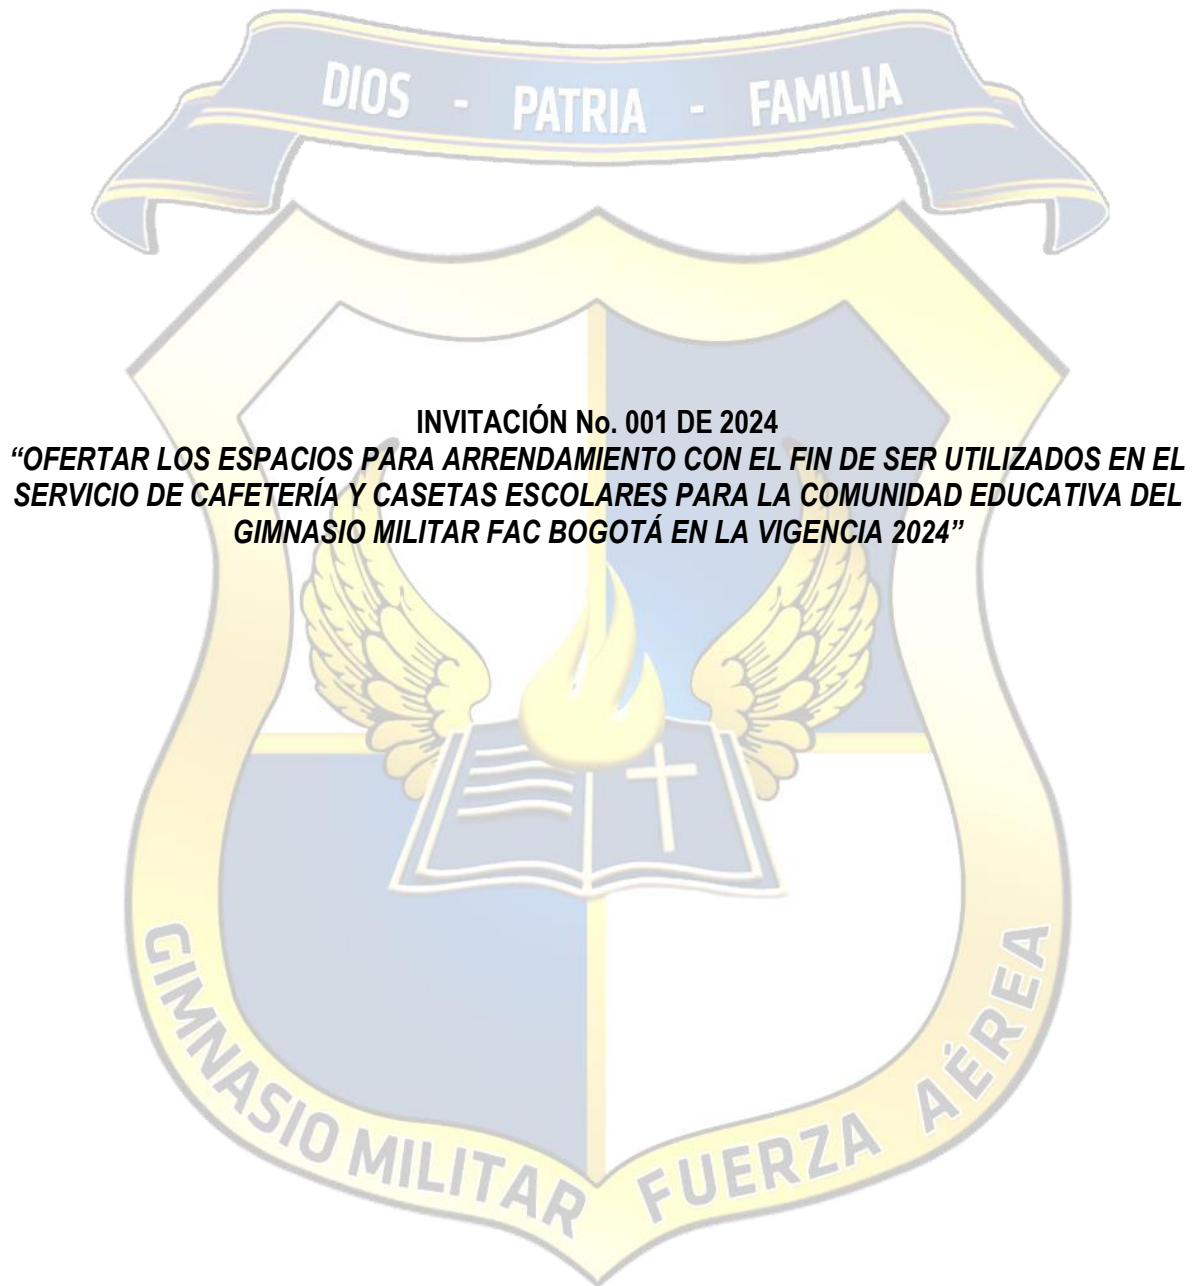 DIOS - PATRIA - FAMILIA
INVITACIÓN No. 001 DE 2024
“OFERTAR LOS ESPACIOS PARA ARRENDAMIENTO CON EL FIN DE SER UTILIZADOS EN EL
SERVICIO DE CAFETERÍA Y CASETAS ESCOLARES PARA LA COMUNIDAD EDUCATIVA DEL
GIMNASIO MILITAR FAC BOGOTÁ EN LA VIGENCIA 2024”
GIMNASIO MILITAR FUERZA AÉREA